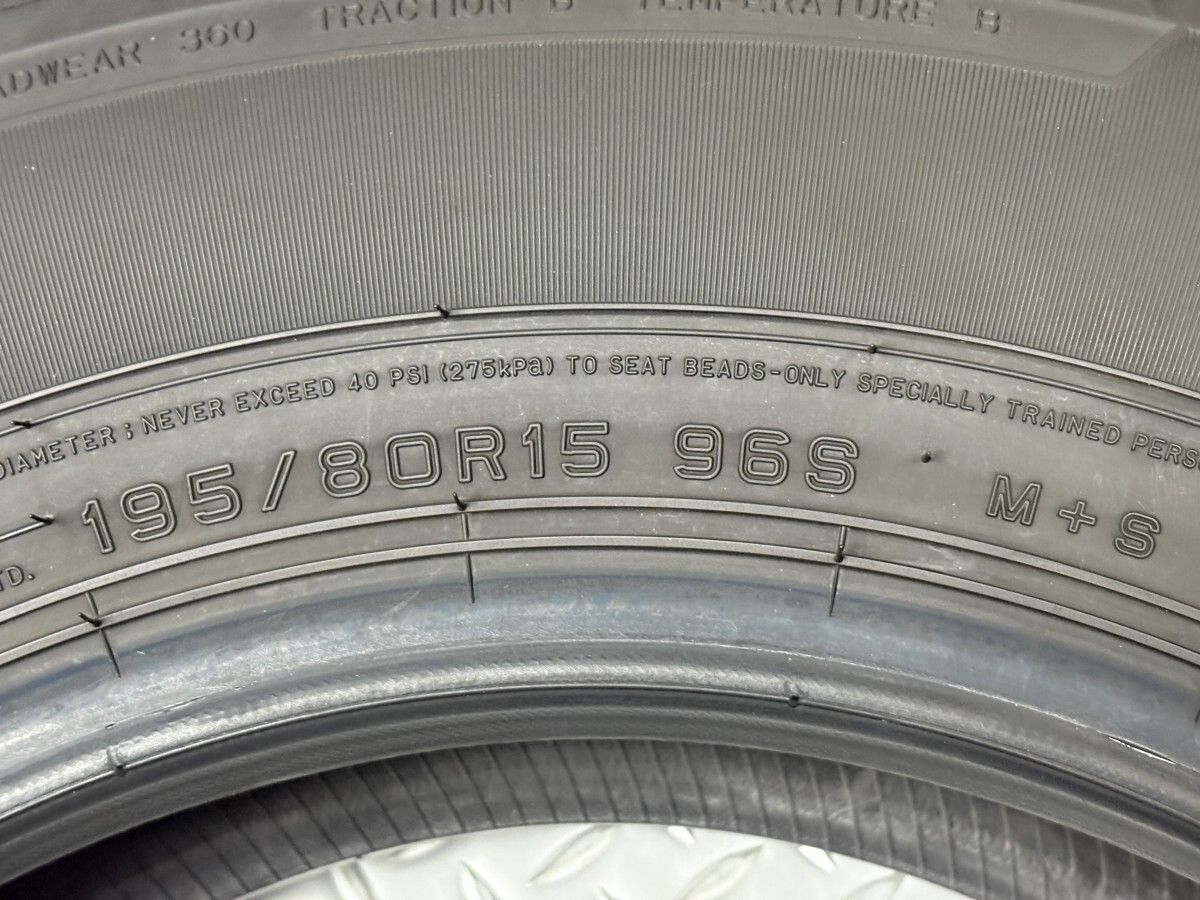 ADWEAR 360 TRACTION B TEMPERATURE B
DIAMETER ; NEVER EXCEED 40 PSI (275kPa) TO SEAT BEADS-ONLY SPECIALLY TRAINED PERS
195/80R15 96S M+S
TD.